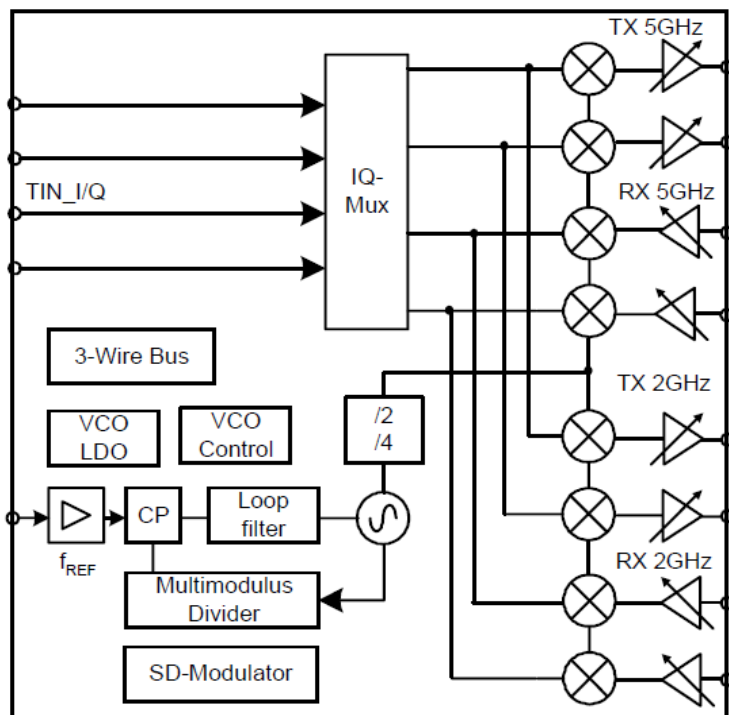 TX 5GHz
IQ-
Mux
TIN_I/Q
RX 5GHz
3-Wire Bus
TX 2GHz
/2
/4
VCO
LDO
VCO
Control
CP
Loop
filter
fREF
Multimodulus
Divider
RX 2GHz
SD-Modulator